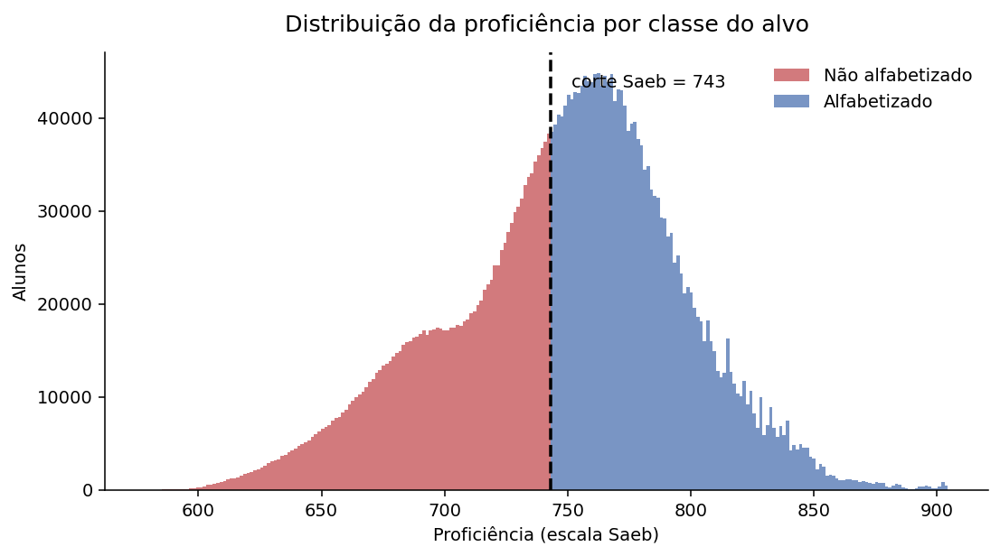 Distribuição da proficiência por classe do alvo
corte Saeb = 743
Não alfabetizado
Alfabetizado
Alunos
40000
30000
20000
10000
0
600
650
700
750
800
850
900
Proficiência (escala Saeb)